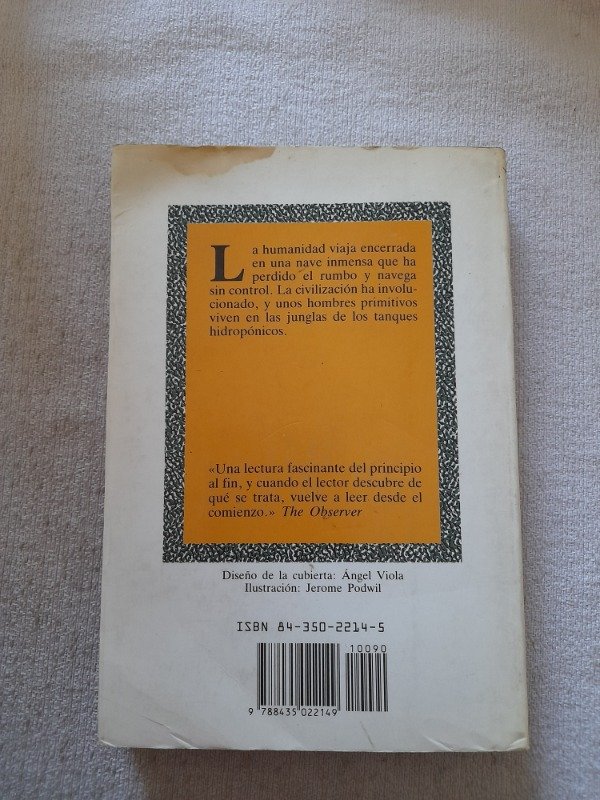 La humanidad viaja encerrada
en una nave inmensa que ha
perdido el rumbo y navega
sin control. La civilización ha involu-
cionado, y unos hombres primitivos
viven en las junglas de los tanques
hidropónicos.
«Una lectura fascinante del principio
al fin, y cuando el lector descubre de
qué se trata, vuelve a leer desde el
comienzo.» The Observer
Diseño de la cubierta: Ángel Viola
Ilustración: Jerome Podwil
ISBN 84-350-2214-5
10090
9 788435 022149